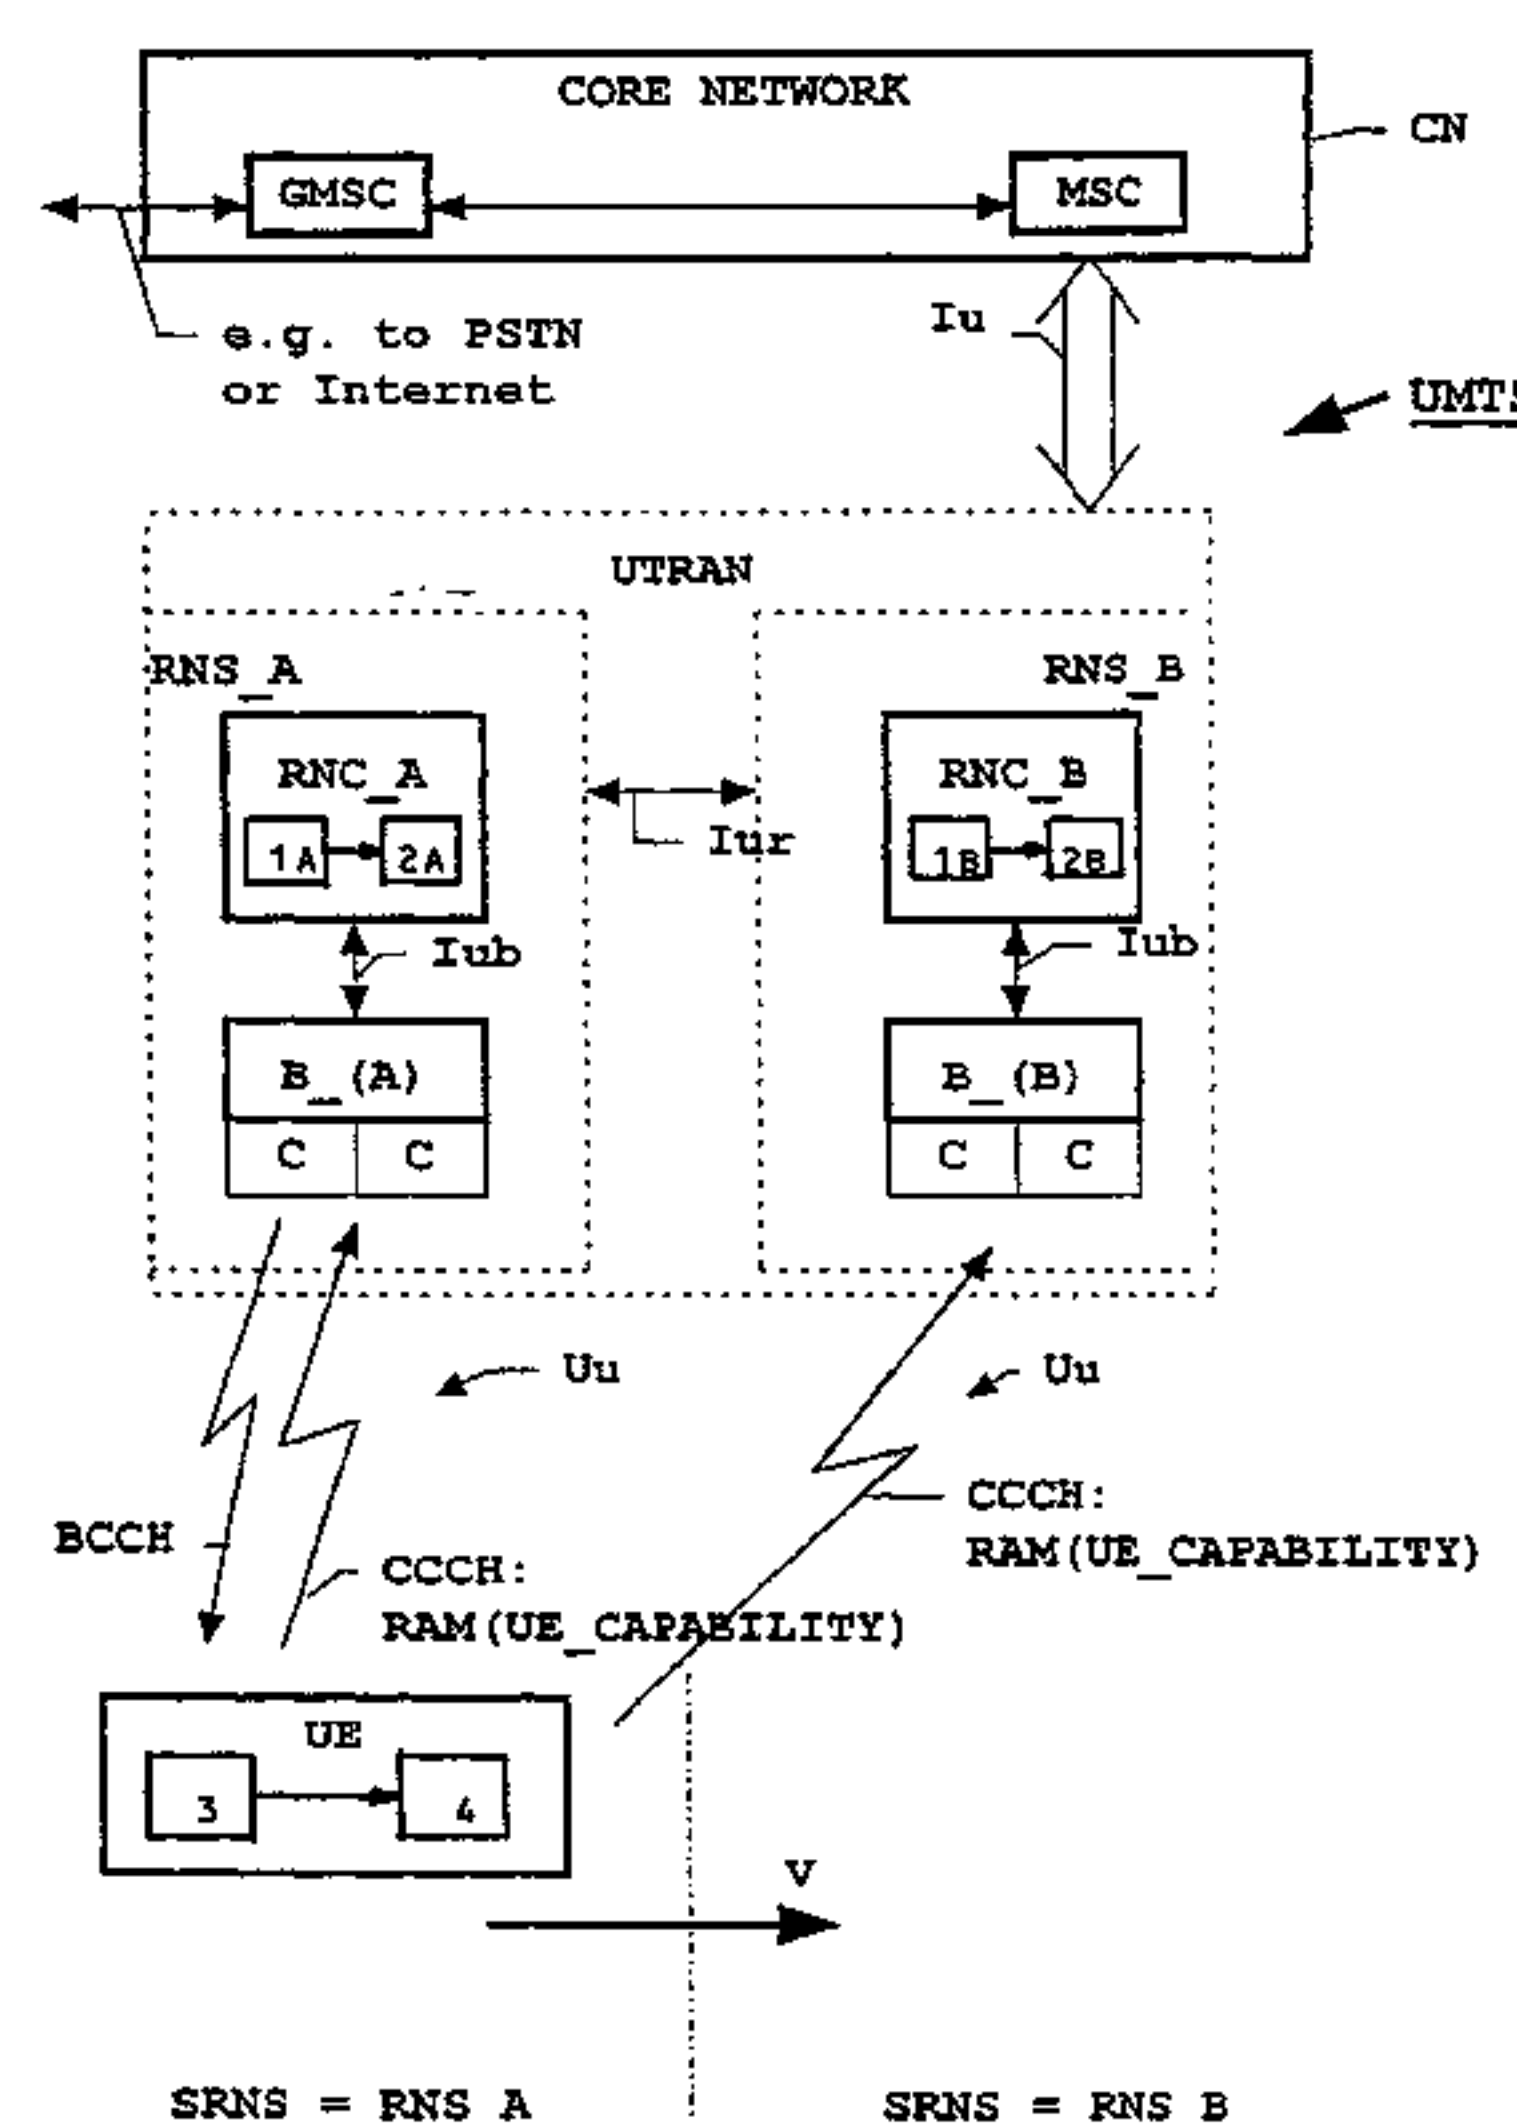 CORE NETWORK
CN
GMSC
MSC
e.g. to PSTN
or Internet
Iu
UMTS
UTRAN
RNS_A
RNS_B
RNC_A
RNC_B
1A
2A
Iur
1B
2B
Iub
Iub
B_(A)
B_(B)
C
C
C
C
Uu
Uu
BCCH
CCCH:
RAM(UE_CAPABILITY)
CCCH:
RAM(UE_CAPABILITY)
UE
3
4
V
SRNS = RNS A
SRNS = RNS B